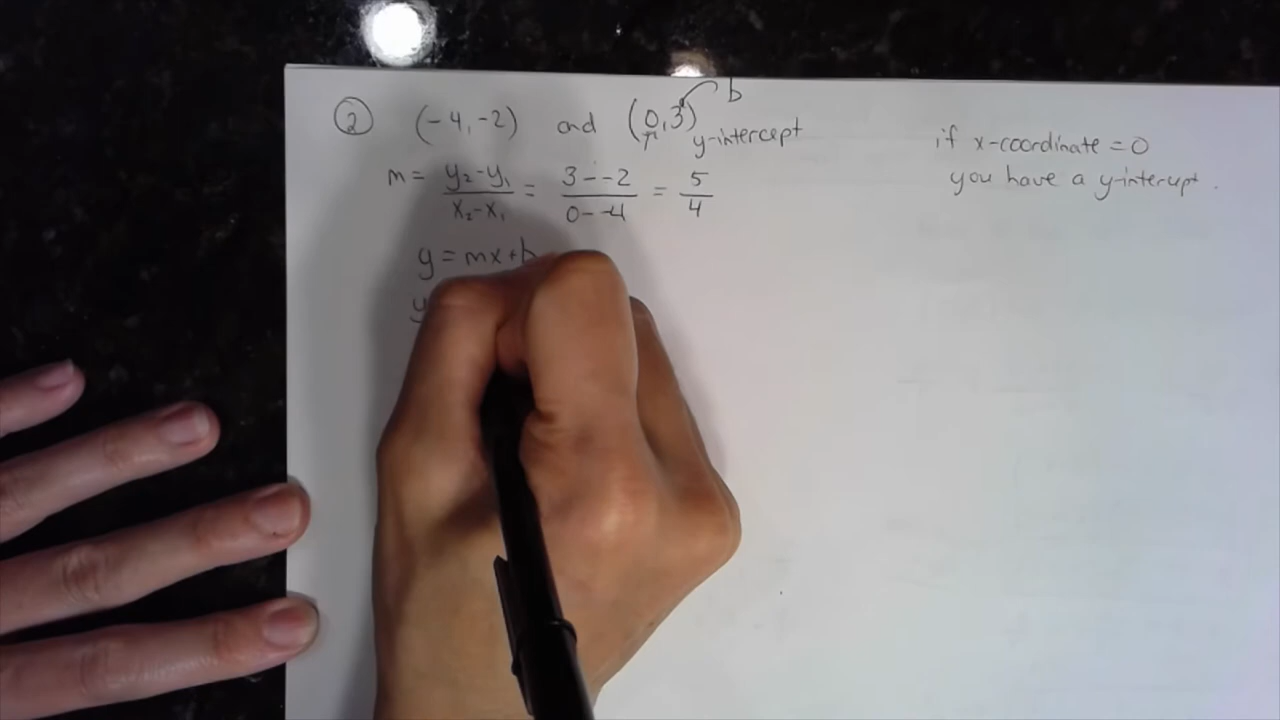 ② (-4,-2) and (0,3) b
y-intercept
if x-coordinate = 0
you have a y-intercept.
m = y₂-y₁/x₂-x₁ = 3--2/0--4 = 5/4
y = mx+b
y